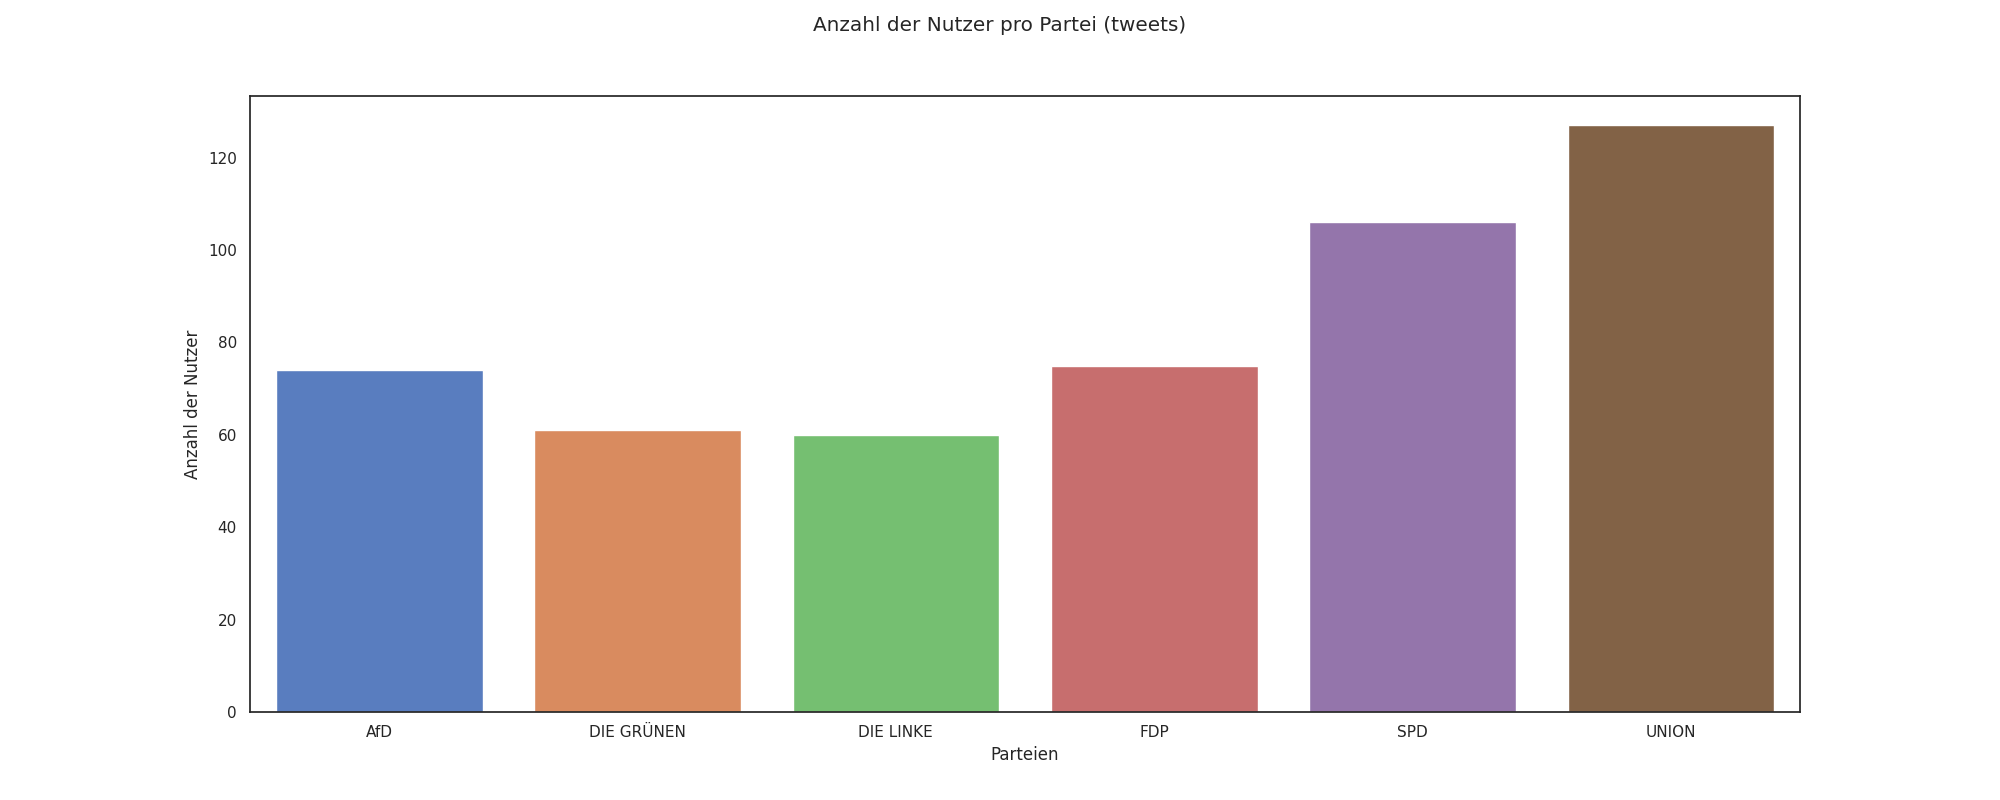 Anzahl der Nutzer pro Partei (tweets)
120
100
80
60
40
20
0
Anzahl der Nutzer
AfD DIE GRÜNEN DIE LINKE FDP SPD UNION
Parteien